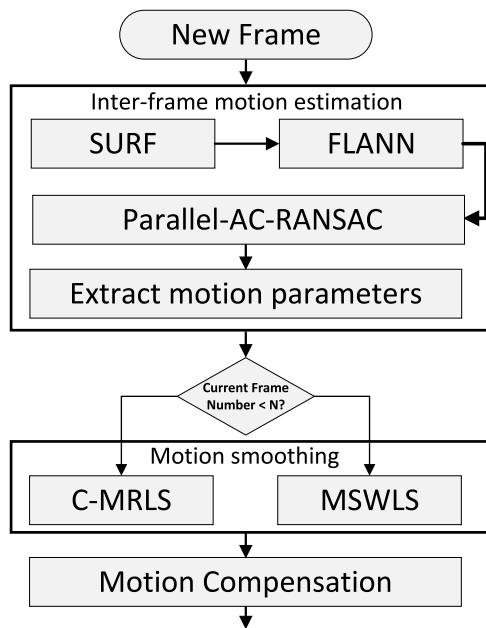 New Frame
Inter-frame motion estimation
SURF
FLANN
Parallel-AC-RANSAC
Extract motion parameters
Current Frame
Number < N?
Motion smoothing
C-MRLS
MSWLS
Motion Compensation